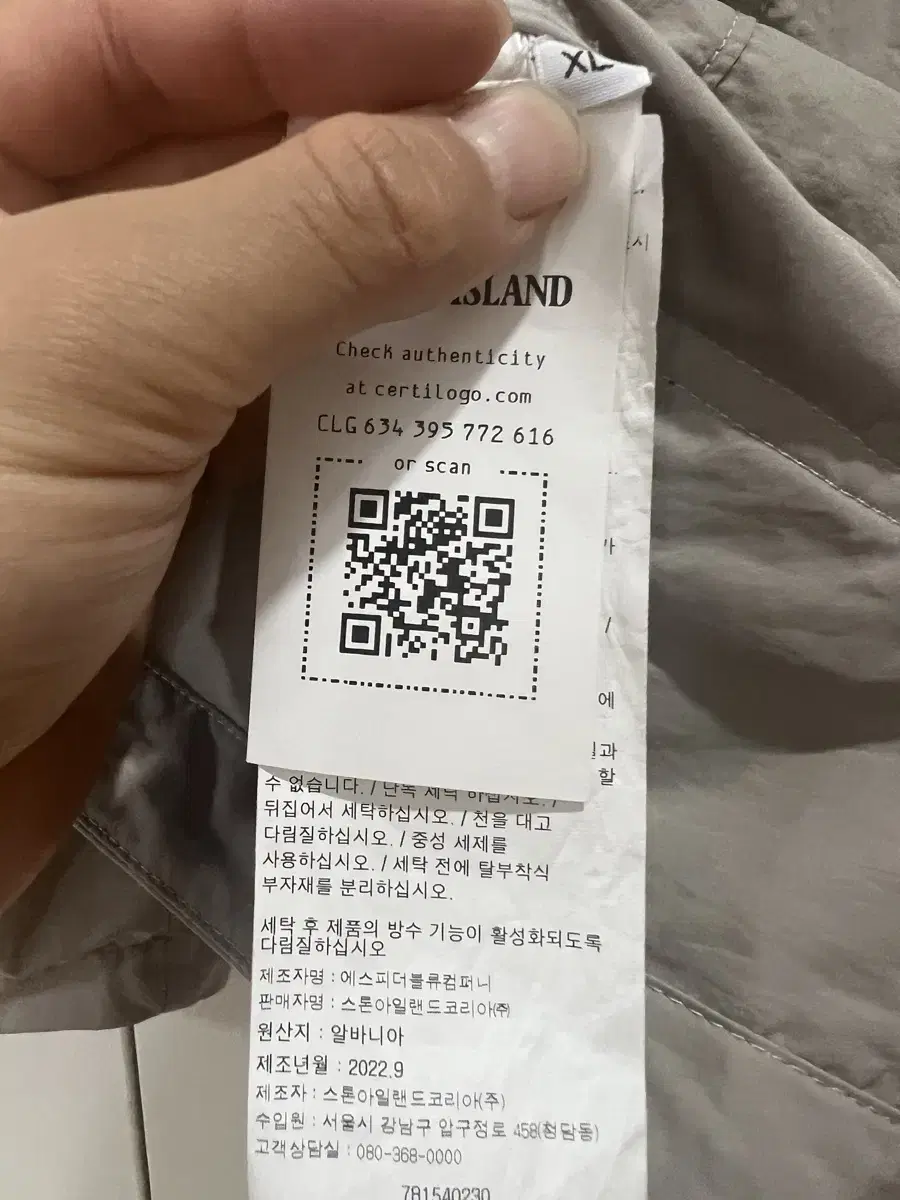 XL
ISLAND
Check authenticity
at certilogo.com
CLG 634 395 772 616
or scan
시
가
/
에
과
할
수 없습니다. / 단독 세탁 하십시오. /
뒤집어서 세탁하십시오. / 천을 대고
다림질하십시오. / 중성 세제를
사용하십시오. / 세탁 전에 탈부착식
부자재를 분리하십시오.
세탁 후 제품의 방수 기능이 활성화되도록
다림질하십시오
제조자명 : 에스피더블류컴퍼니
판매자명 : 스톤아일랜드코리아㈜
원산지 : 알바니아
제조년월 : 2022.9
제조자 : 스톤아일랜드코리아(주)
수입원 : 서울시 강남구 압구정로 458(청담동)
고객상담실 : 080-368-0000
781540230